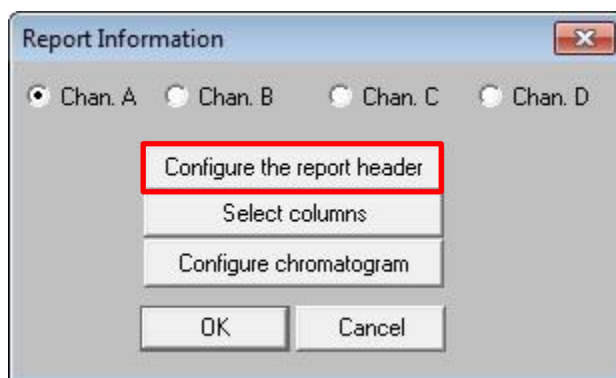 Report Information
Chan. A Chan. B Chan. C Chan. D
Configure the report header
Select columns
Configure chromatogram
OK Cancel